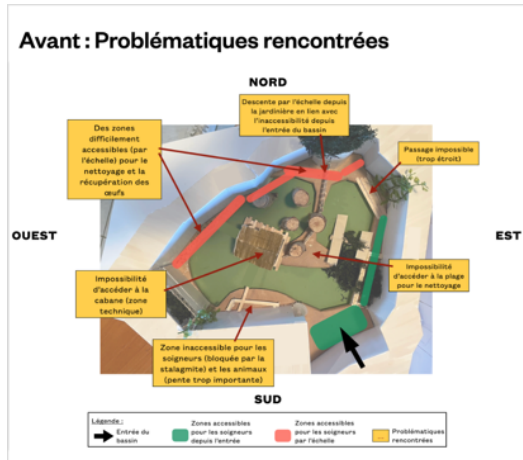 Avant : Problématiques rencontrées
NORD
Descente par l'échelle depuis
la jardinière en lien avec
l'inaccessibilité depuis
l'entrée du bassin
Des zones
difficilement
accessibles (par
l'échelle) pour le
nettoyage et la
récupération des
œufs
Passage impossible
(trop étroit)
OUEST
EST
Impossibilité
d'accéder à la
cabane (zone
technique)
Impossibilité
d'accéder à la plage
pour le nettoyage
Zone inaccessible pour les
soigneurs (bloquée par la
stalagmite) et les animaux
(pente trop importante)
SUD
Légende :
Entrée du
bassin
Zones accessibles
pour les soigneurs
depuis l'entrée
Zones accessibles
pour les soigneurs
par l'échelle
...
Problématiques
rencontrées